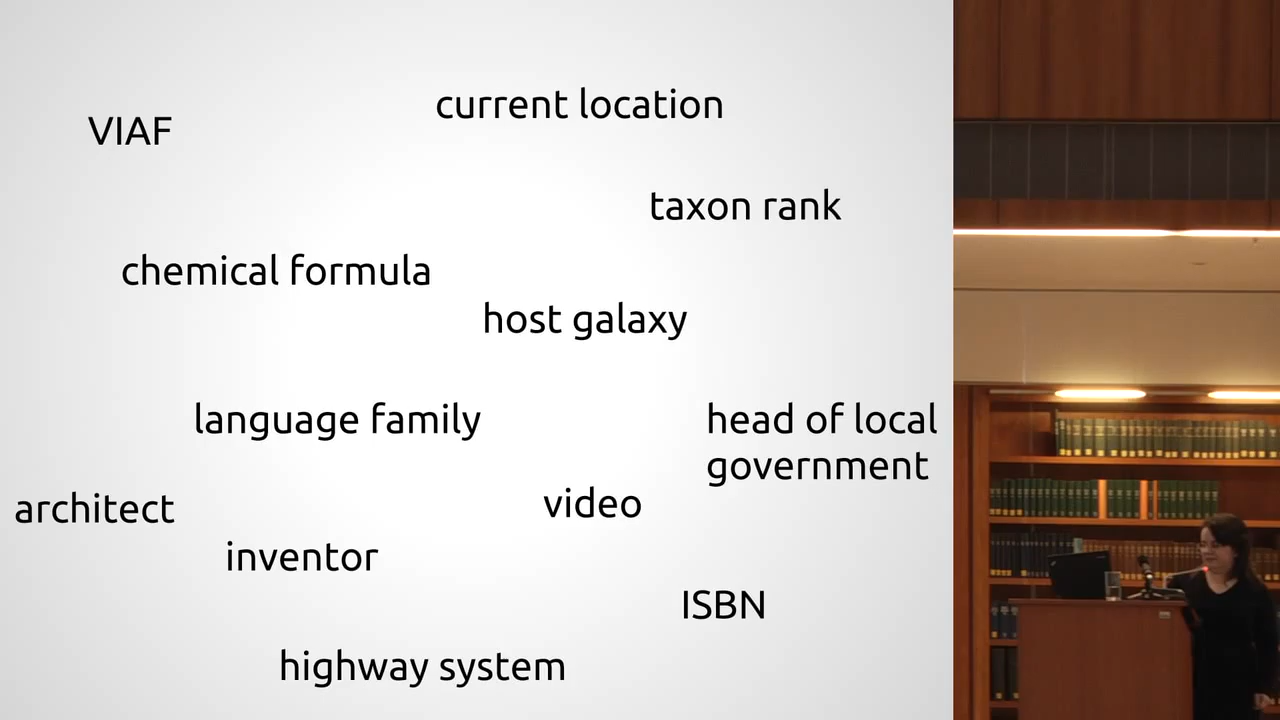 current location
VIAF
taxon rank
chemical formula
host galaxy
language family
head of local
government
video
architect
inventor
ISBN
highway system